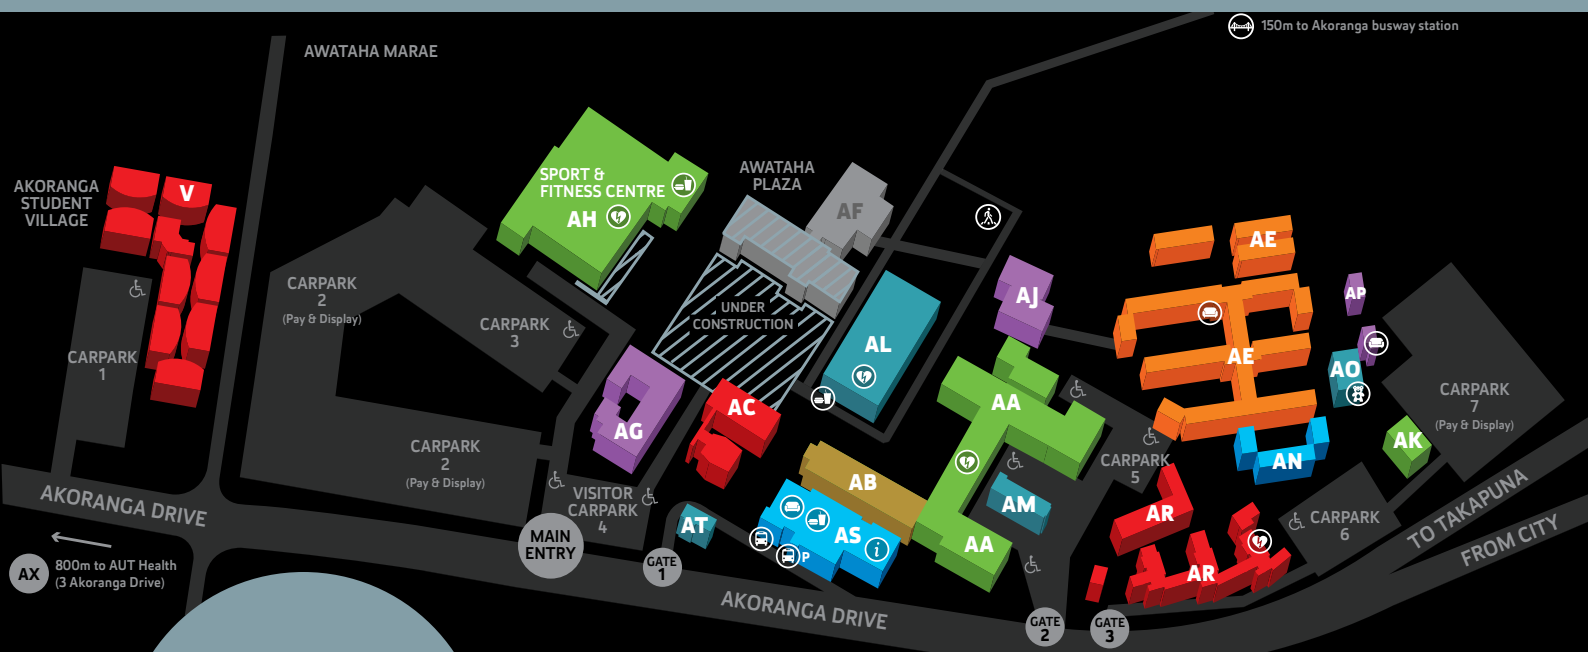 150m to Akoranga busway station
AWATAHA MARAE
AKORANGA
STUDENT
VILLAGE
V
SPORT &
FITNESS CENTRE
AH
AWATAHA
PLAZA
AF
CARPARK
1
CARPARK
2
(Pay & Display)
CARPARK
3
UNDER
CONSTRUCTION
AL
AJ
AE
AE
AP
AO
CARPARK
7
(Pay & Display)
AG
AC
AA
AK
AN
CARPARK
2
(Pay & Display)
VISITOR
CARPARK
4
AB
AM
CARPARK
5
AR
CARPARK
6
AT
AS
i
P
AA
AR
AKORANGA DRIVE
MAIN
ENTRY
GATE
1
AX
800m to AUT Health
(3 Akoranga Drive)
AKORANGA DRIVE
GATE
2
GATE
3
TO TAKAPUNA
FROM CITY